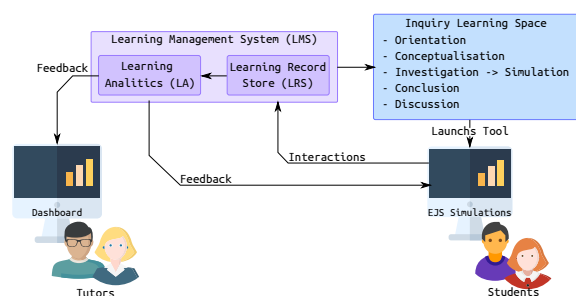 Learning Management System (LMS)
Learning
Analitics (LA)
Learning Record
Store (LRS)
Inquiry Learning Space
- Orientation
- Conceptualisation
- Investigation -> Simulation
- Conclusion
- Discussion
Feedback
Launchs Tool
Interactions
Feedback
Dashboard
EJS Simulations
Tutors
Students